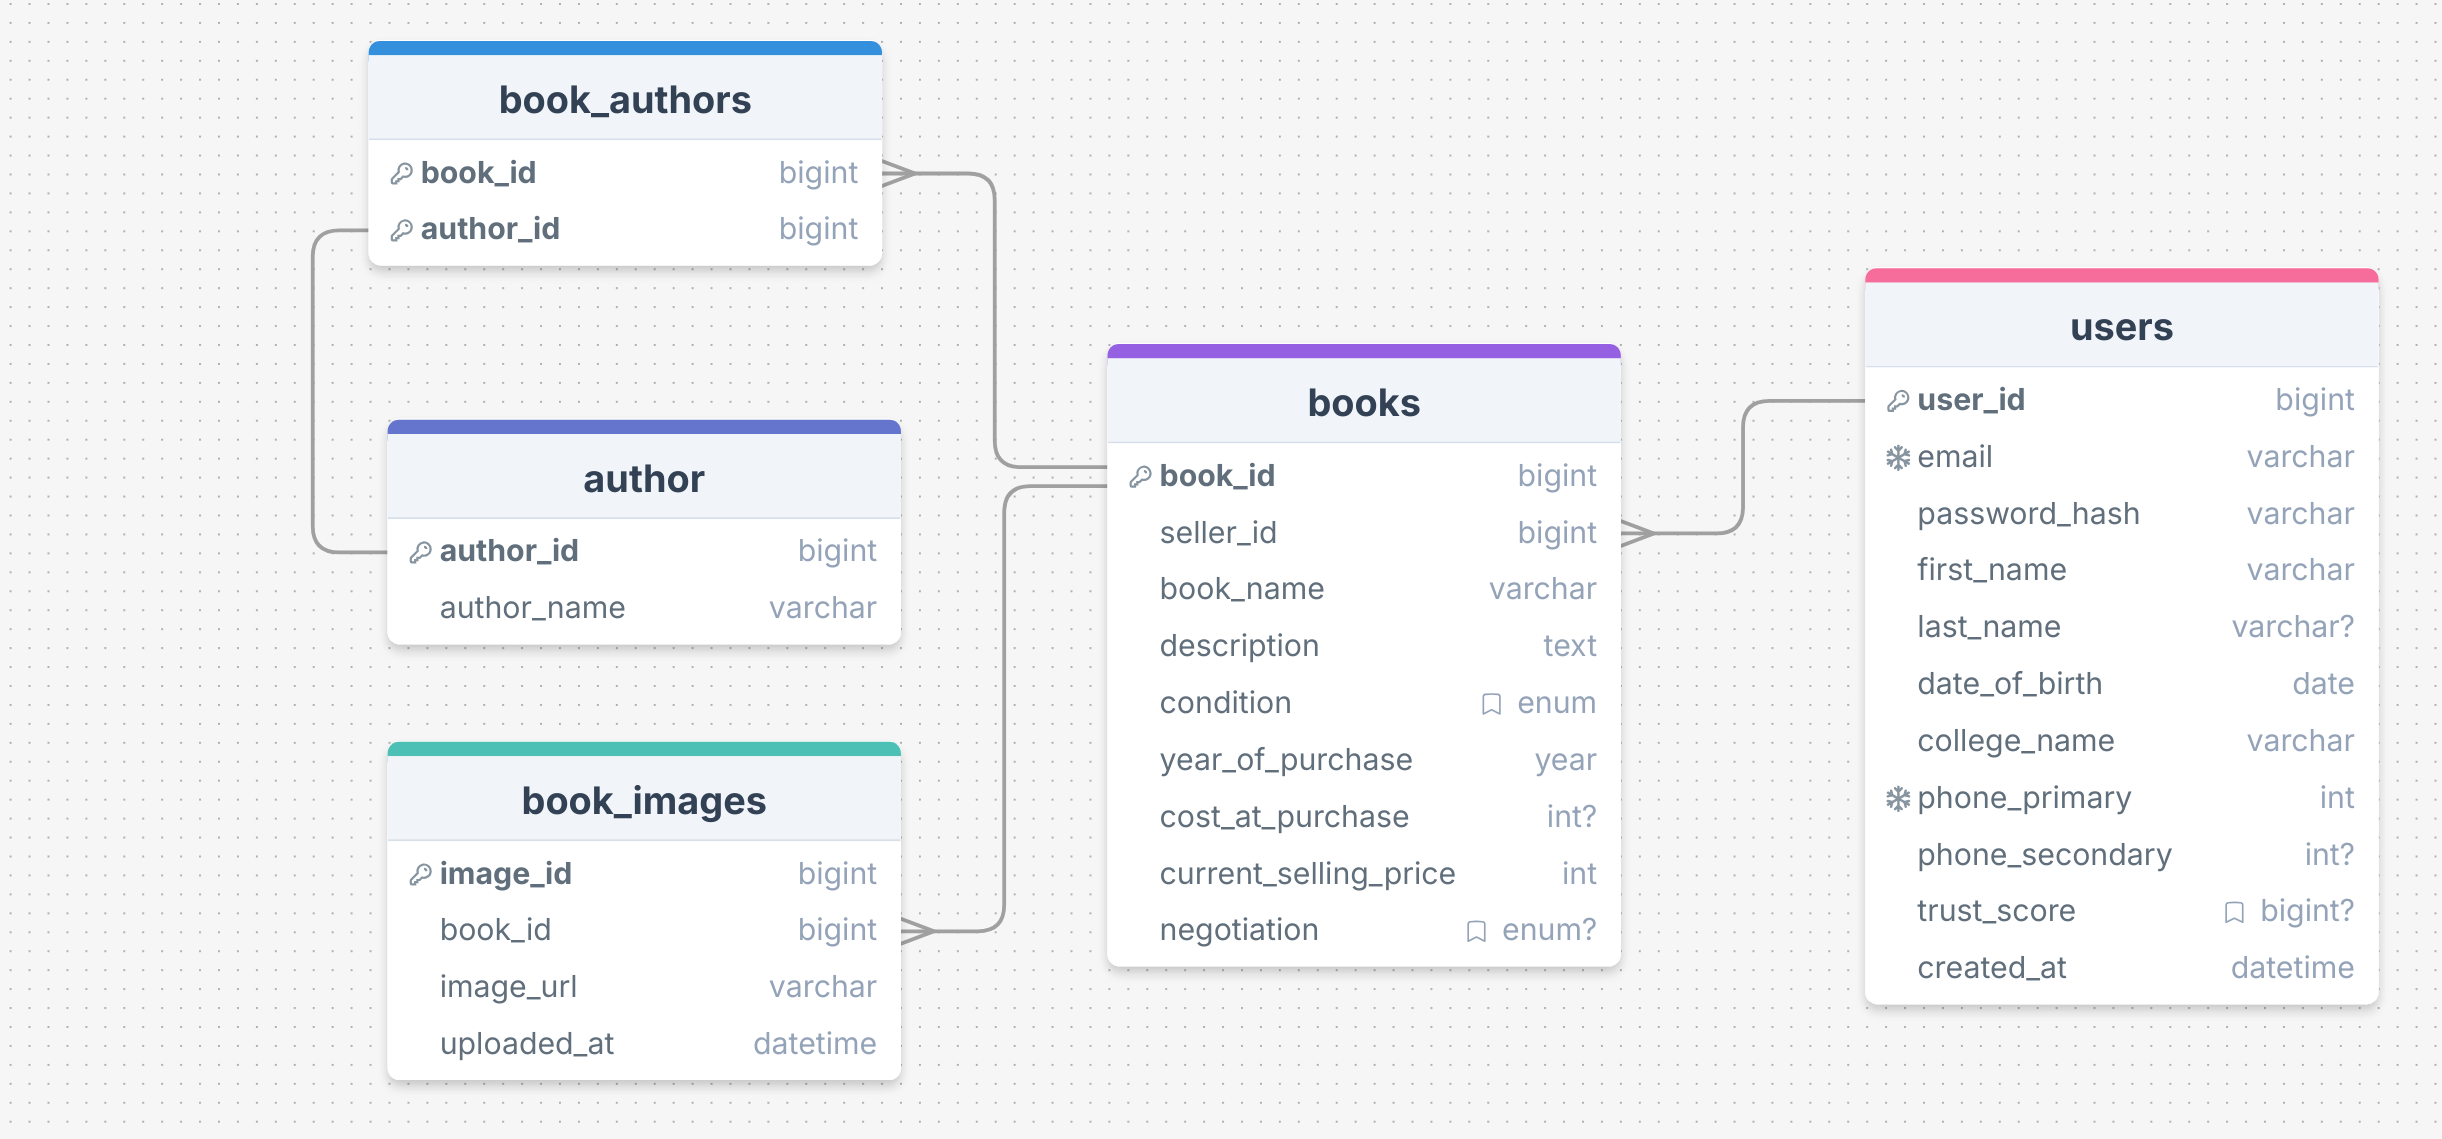 book_authors
book_id bigint
author_id bigint
author
author_id bigint
author_name varchar
book_images
image_id bigint
book_id bigint
image_url varchar
uploaded_at datetime
books
book_id bigint
seller_id bigint
book_name varchar
description text
condition enum
year_of_purchase year
cost_at_purchase int?
current_selling_price int
negotiation enum?
users
user_id bigint
email varchar
password_hash varchar
first_name varchar
last_name varchar?
date_of_birth date
college_name varchar
phone_primary int
phone_secondary int?
trust_score bigint?
created_at datetime